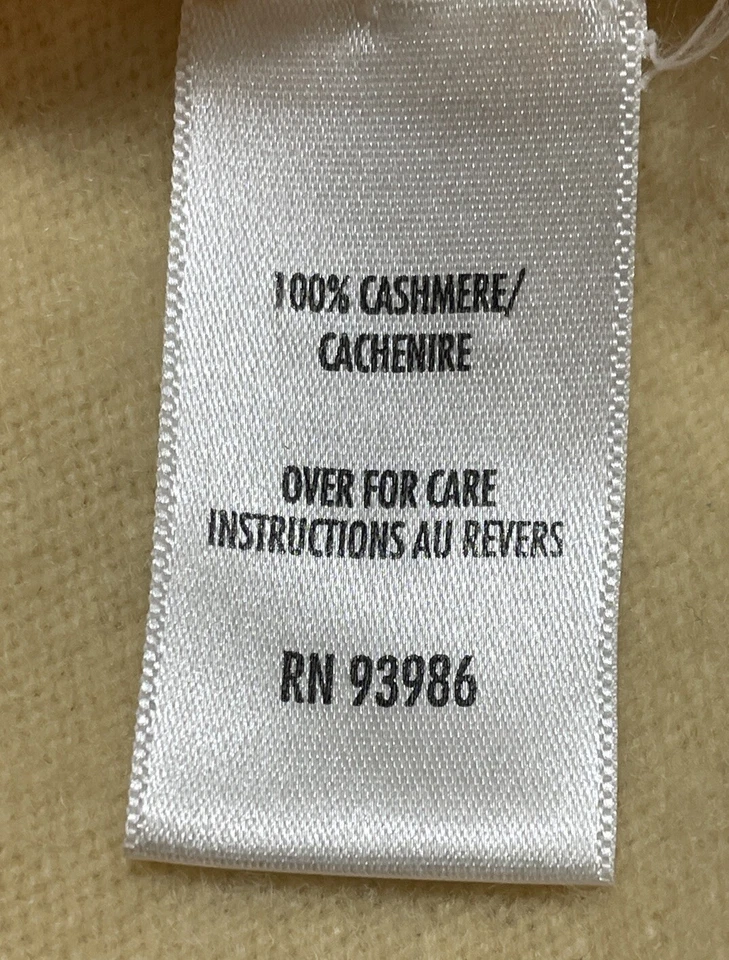 100% CASHMERE/
CACHENIRE
OVER FOR CARE
INSTRUCTIONS AU REVERS
RN 93986